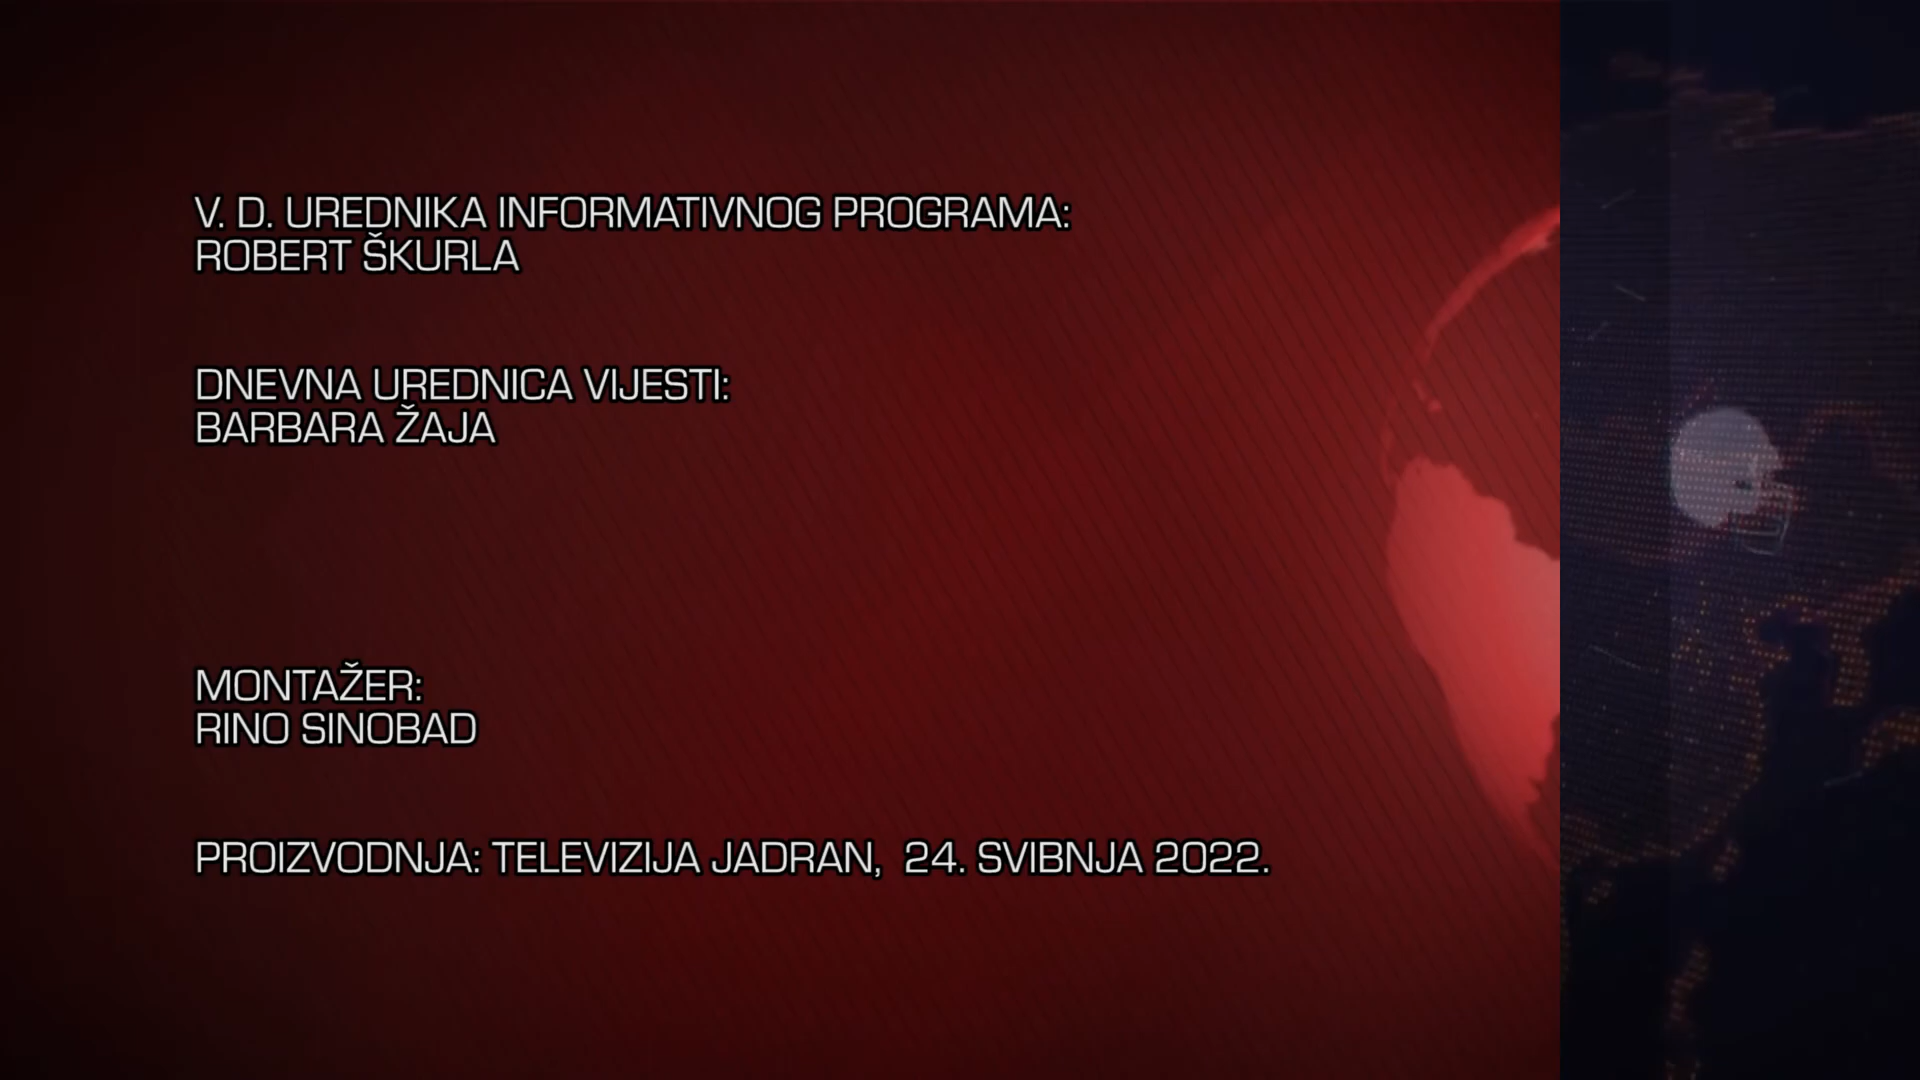 V. D. UREDNIKA INFORMATIVNOG PROGRAMA:
ROBERT ŠKURLA
DNEVNA UREDNICA VIJESTI:
BARBARA ŽAJA
MONTAŽER:
RINO SINOBAD
PROIZVODNJA: TELEVIZIJA JADRAN, 24. SVIBNJA 2022.